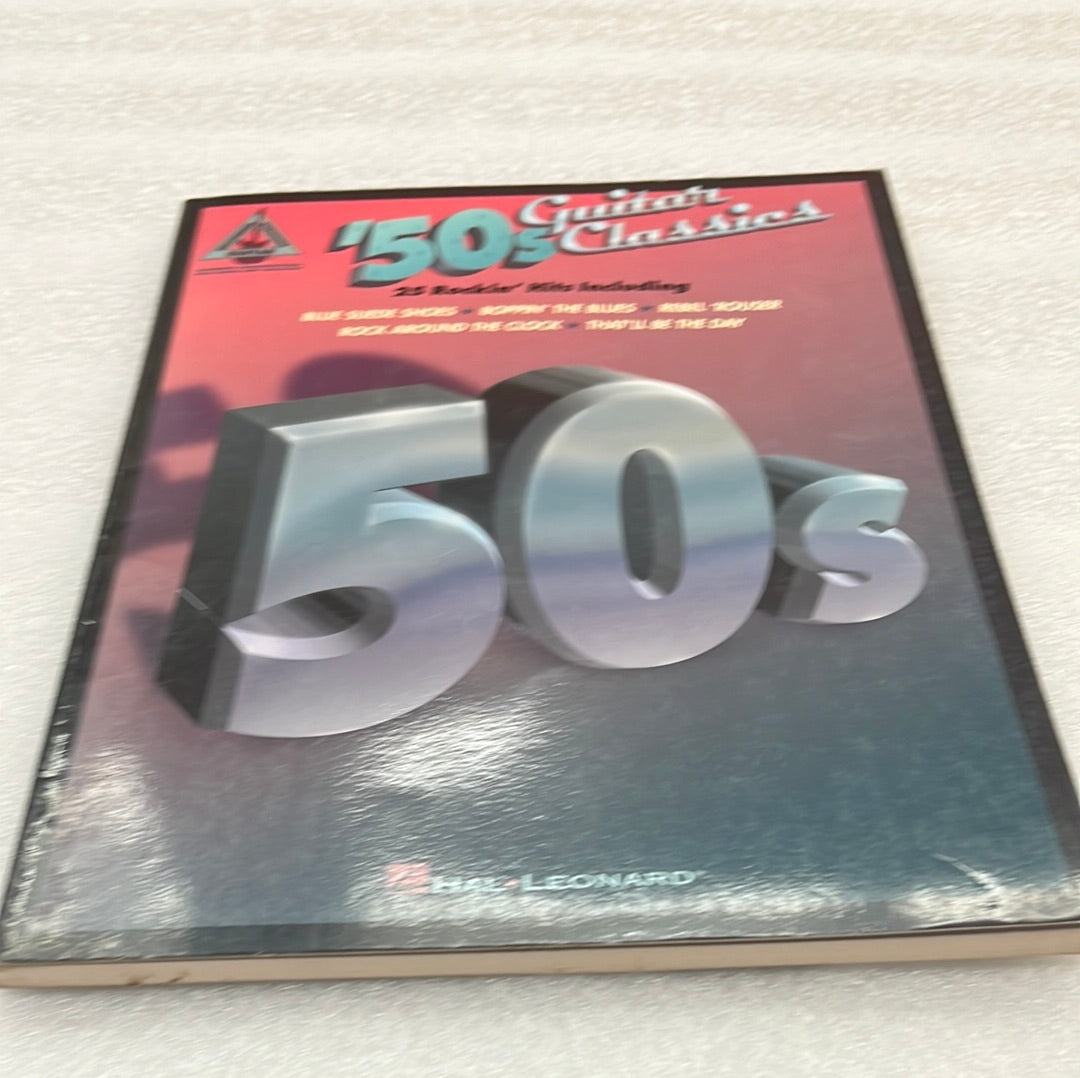 '50s Guitar Classics
25 Rockin' Hits Including
BLUE SUEDE SHOES • BOPPIN' THE BLUES • REBEL 'ROUSER
ROCK AROUND THE CLOCK • THAT'LL BE THE DAY
50s
HAL•LEONARD®